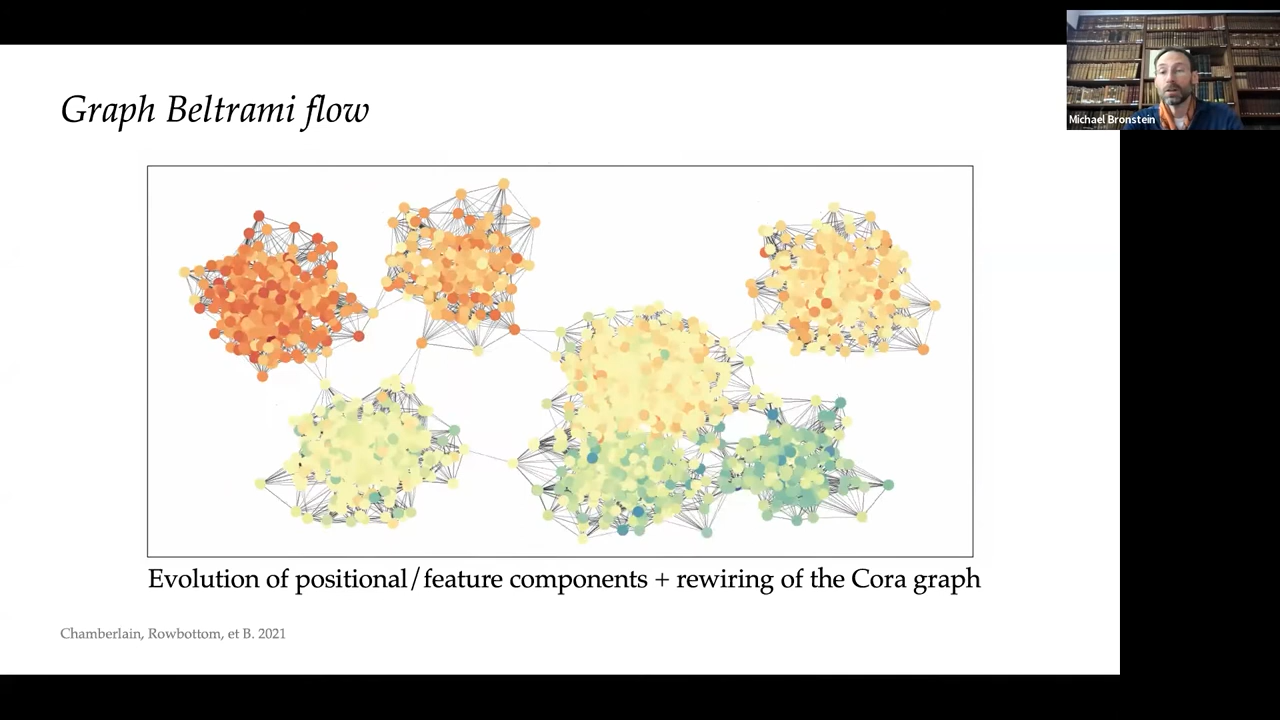 Michael Bronstein
Graph Beltrami flow
Evolution of positional/feature components + rewiring of the Cora graph
Chamberlain, Rowbottom, et B. 2021